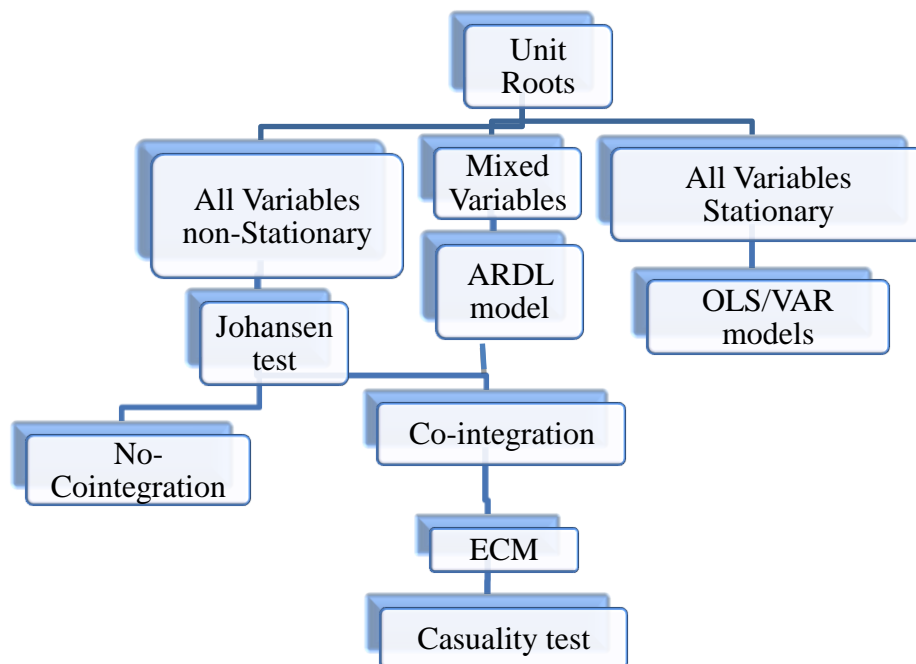 Unit
Roots
All Variables
non-Stationary
Mixed
Variables
All Variables
Stationary
Johansen
test
ARDL
model
OLS/VAR
models
No-
Cointegration
Co-integration
ECM
Casuality test